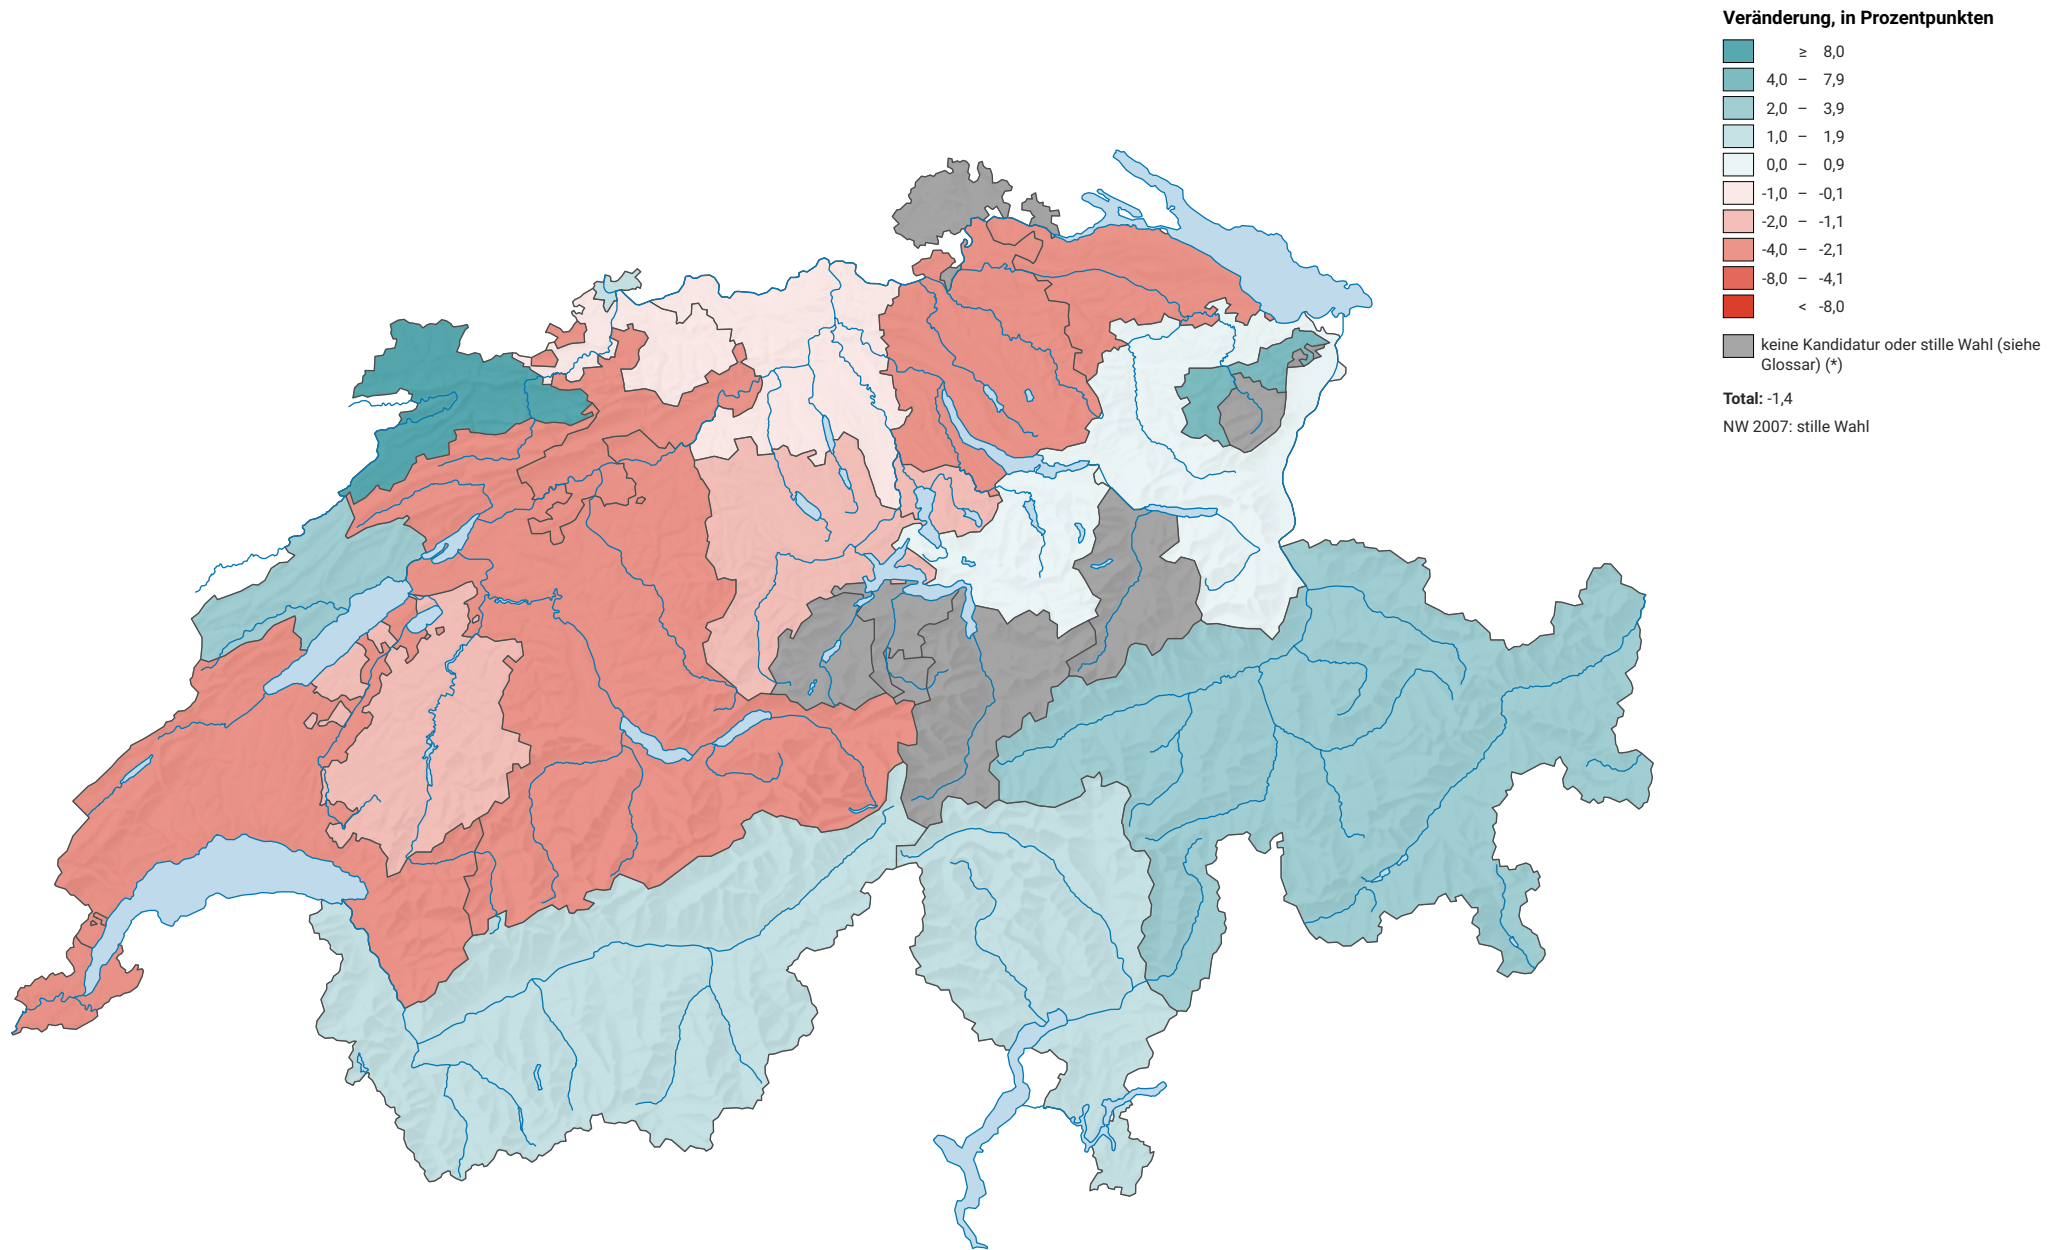 Veränderung, in Prozentpunkten
≥ 8,0
4,0 – 7,9
2,0 – 3,9
1,0 – 1,9
0,0 – 0,9
-1,0 – -0,1
-2,0 – -1,1
-4,0 – -2,1
-8,0 – -4,1
< -8,0
keine Kandidatur oder stille Wahl (siehe
Glossar) (*)
Total: -1,4
NW 2007: stille Wahl